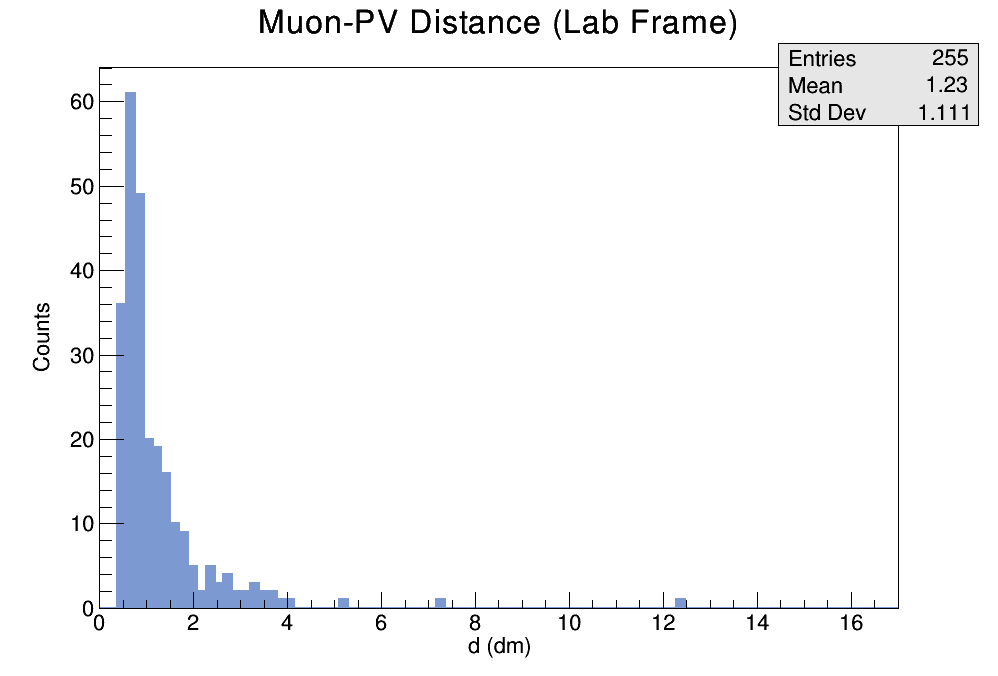 Muon-PV Distance (Lab Frame)
Entries 255
Mean 1.23
Std Dev 1.111
60
50
40
30
20
10
0
Counts
0 2 4 6 8 10 12 14 16
d (dm)